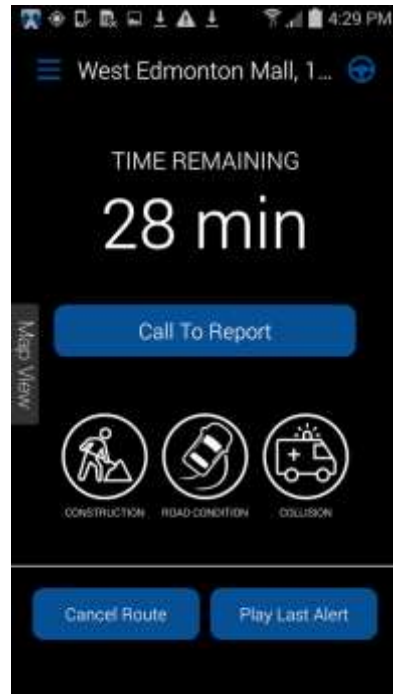 4:29 PM
West Edmonton Mall, 1...
TIME REMAINING
28 min
Call To Report
Map View
CONSTRUCTION ROAD CONDITION COLLISION
Cancel Route Play Last Alert